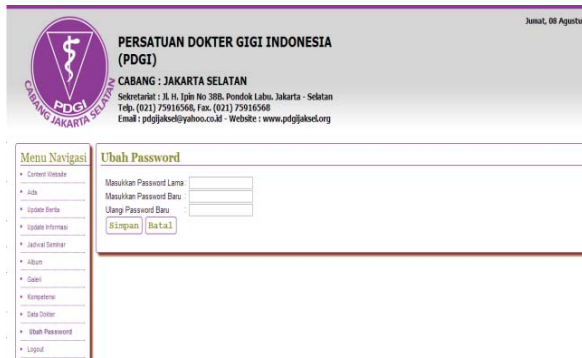 Jumat, 08 Agustu
PERSATUAN DOKTER GIGI INDONESIA
(PDGI)
CABANG : JAKARTA SELATAN
Sekretariat : Jl. H. Ipin No 38B. Pondok Labu. Jakarta - Selatan
Telp. (021) 75916568, Fax. (021) 75916568
Email : pdgijaksel@yahoo.co.id - Website : www.pdgijaksel.org
PDGI
CABANG JAKARTA SELATAN
Menu Navigasi
Content Website
Ada
Update Berita
Update Informasi
Jadwal Seminar
Album
Galeri
Kompetensi
Data Dokter
Ubah Password
Logout
Ubah Password
Masukkan Password Lama :
Masukkan Password Baru :
Ulangi Password Baru :
Simpan Batal